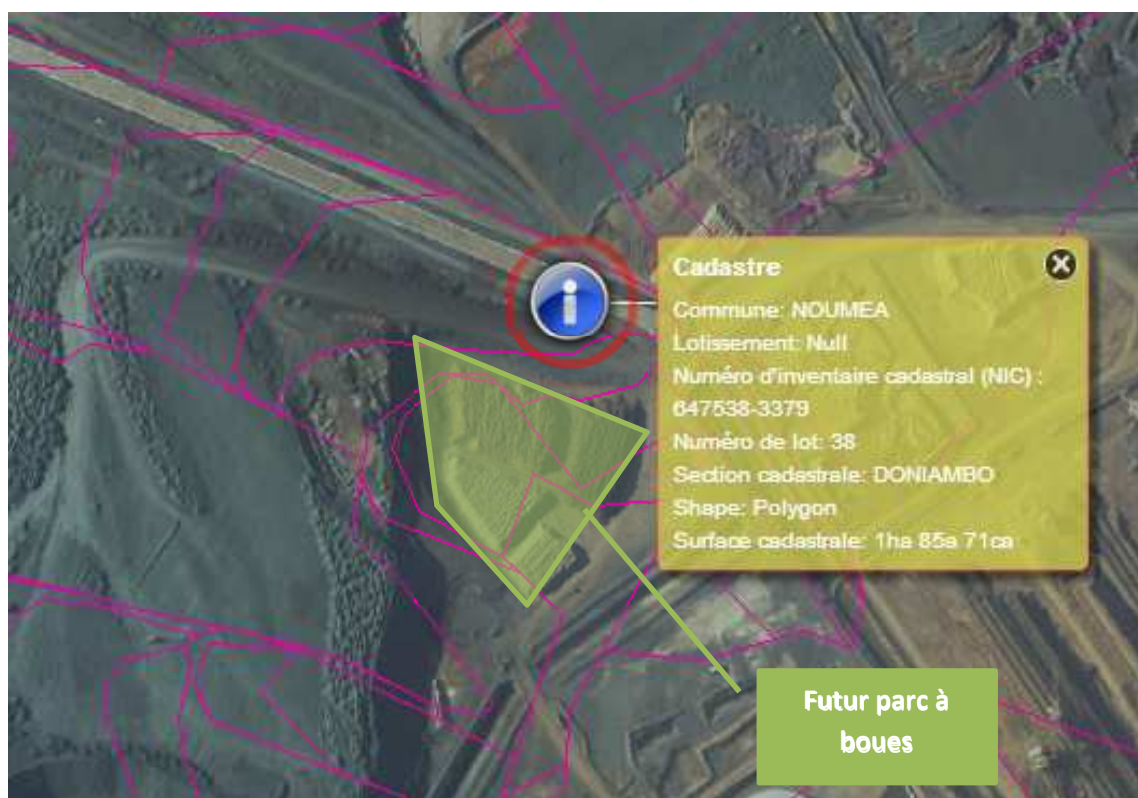 Cadastre
Commune: NOUMEA
Lotissement: Null
Numéro d'inventaire cadastral (NIC) :
647538-3379
Numéro de lot: 38
Section cadastrale: DONIAMBO
Shape: Polygon
Surface cadastrale: 1ha 85a 71ca
Futur parc à
boues